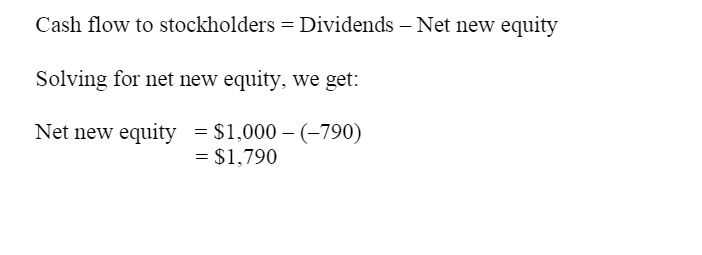 Cash flow to stockholders = Dividends – Net new equity
Solving for net new equity, we get:
Net new equity = $1,000 – (–790)
= $1,790